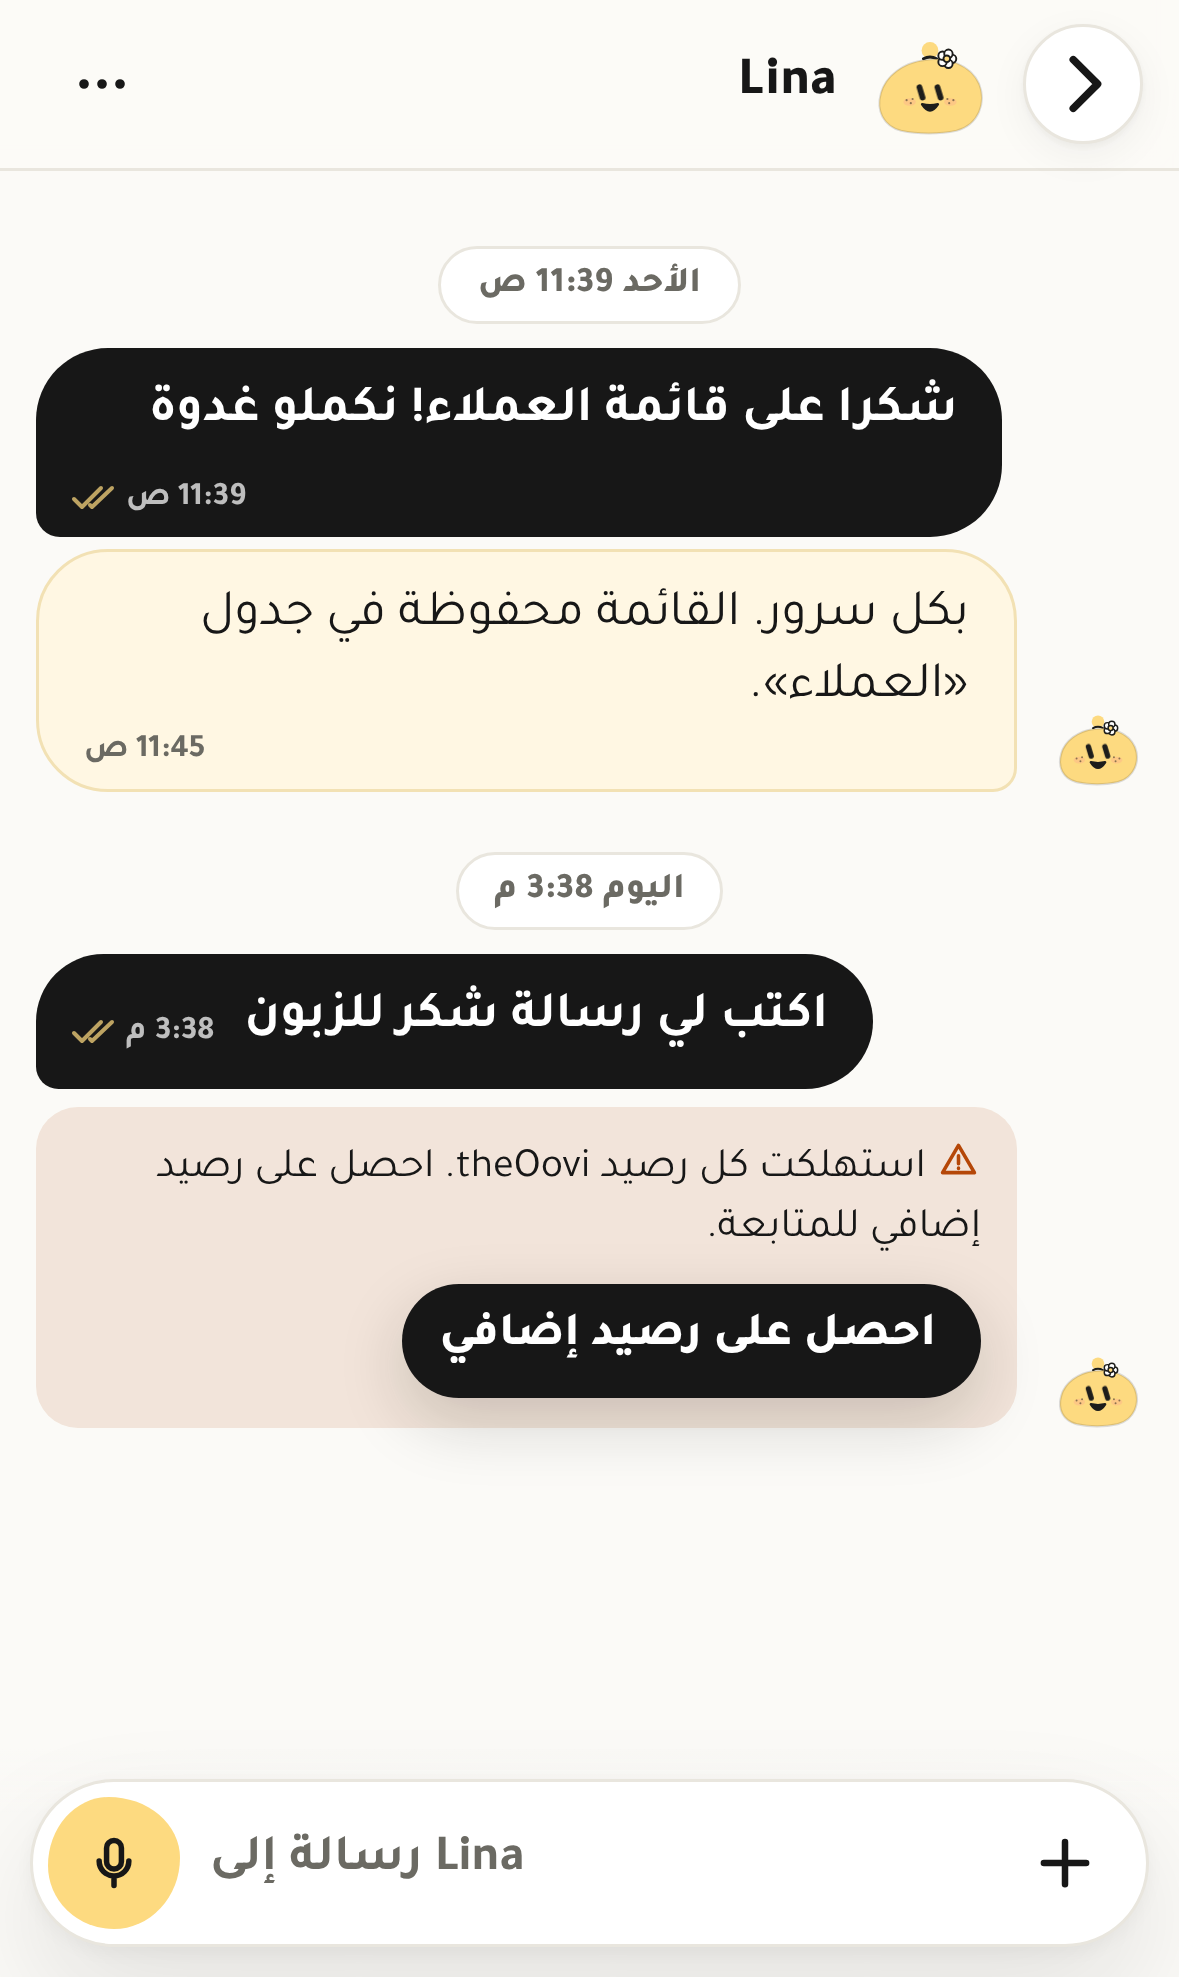 Lina
الأحد 11:39 ص
شكرا على قائمة العملاء! نكملو غدوة
11:39 ص
بكل سرور. القائمة محفوظة في جدول
«العملاء».
11:45 ص
اليوم 3:38 م
اكتب لي رسالة شكر للزبون
3:38 م
استهلكت كل رصيد theOovi. احصل على رصيد
إضافي للمتابعة.
احصل على رصيد إضافي
رسالة إلى Lina